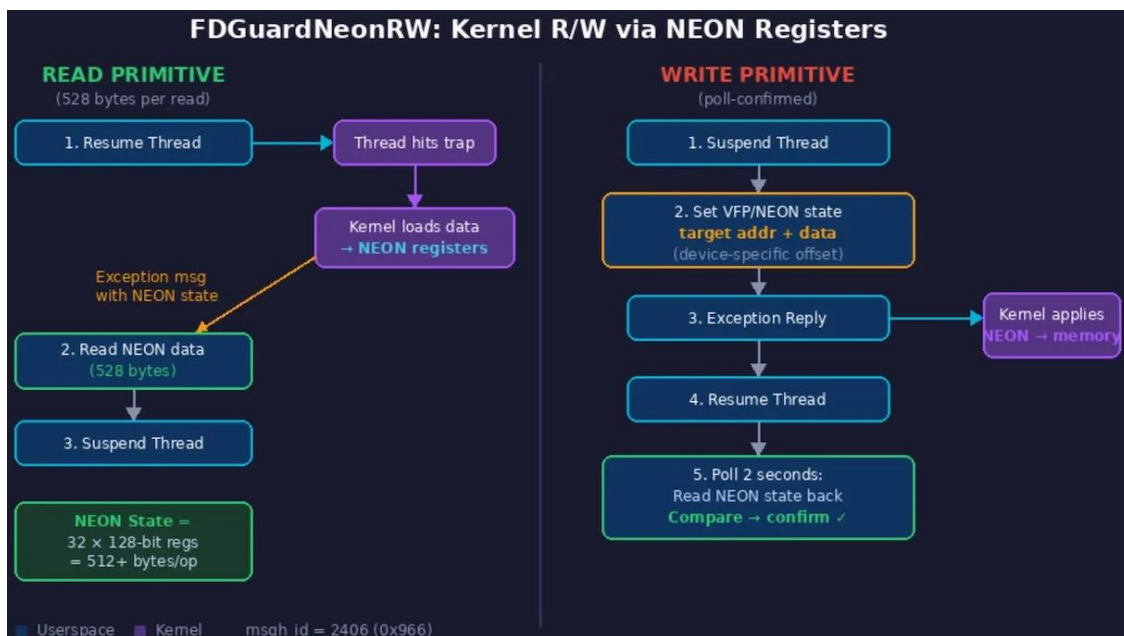 FDGuardNeonRW: Kernel R/W via NEON Registers
READ PRIMITIVE
(528 bytes per read)
1. Resume Thread
Thread hits trap
Kernel loads data
→ NEON registers
Exception msg
with NEON state
2. Read NEON data
(528 bytes)
3. Suspend Thread
NEON State =
32 × 128-bit regs
= 512+ bytes/op
WRITE PRIMITIVE
(poll-confirmed)
1. Suspend Thread
2. Set VFP/NEON state
target addr + data
(device-specific offset)
3. Exception Reply
Kernel applies
NEON → memory
4. Resume Thread
5. Poll 2 seconds:
Read NEON state back
Compare → confirm ✓
Userspace Kernel msgh_id = 2406 (0x966)